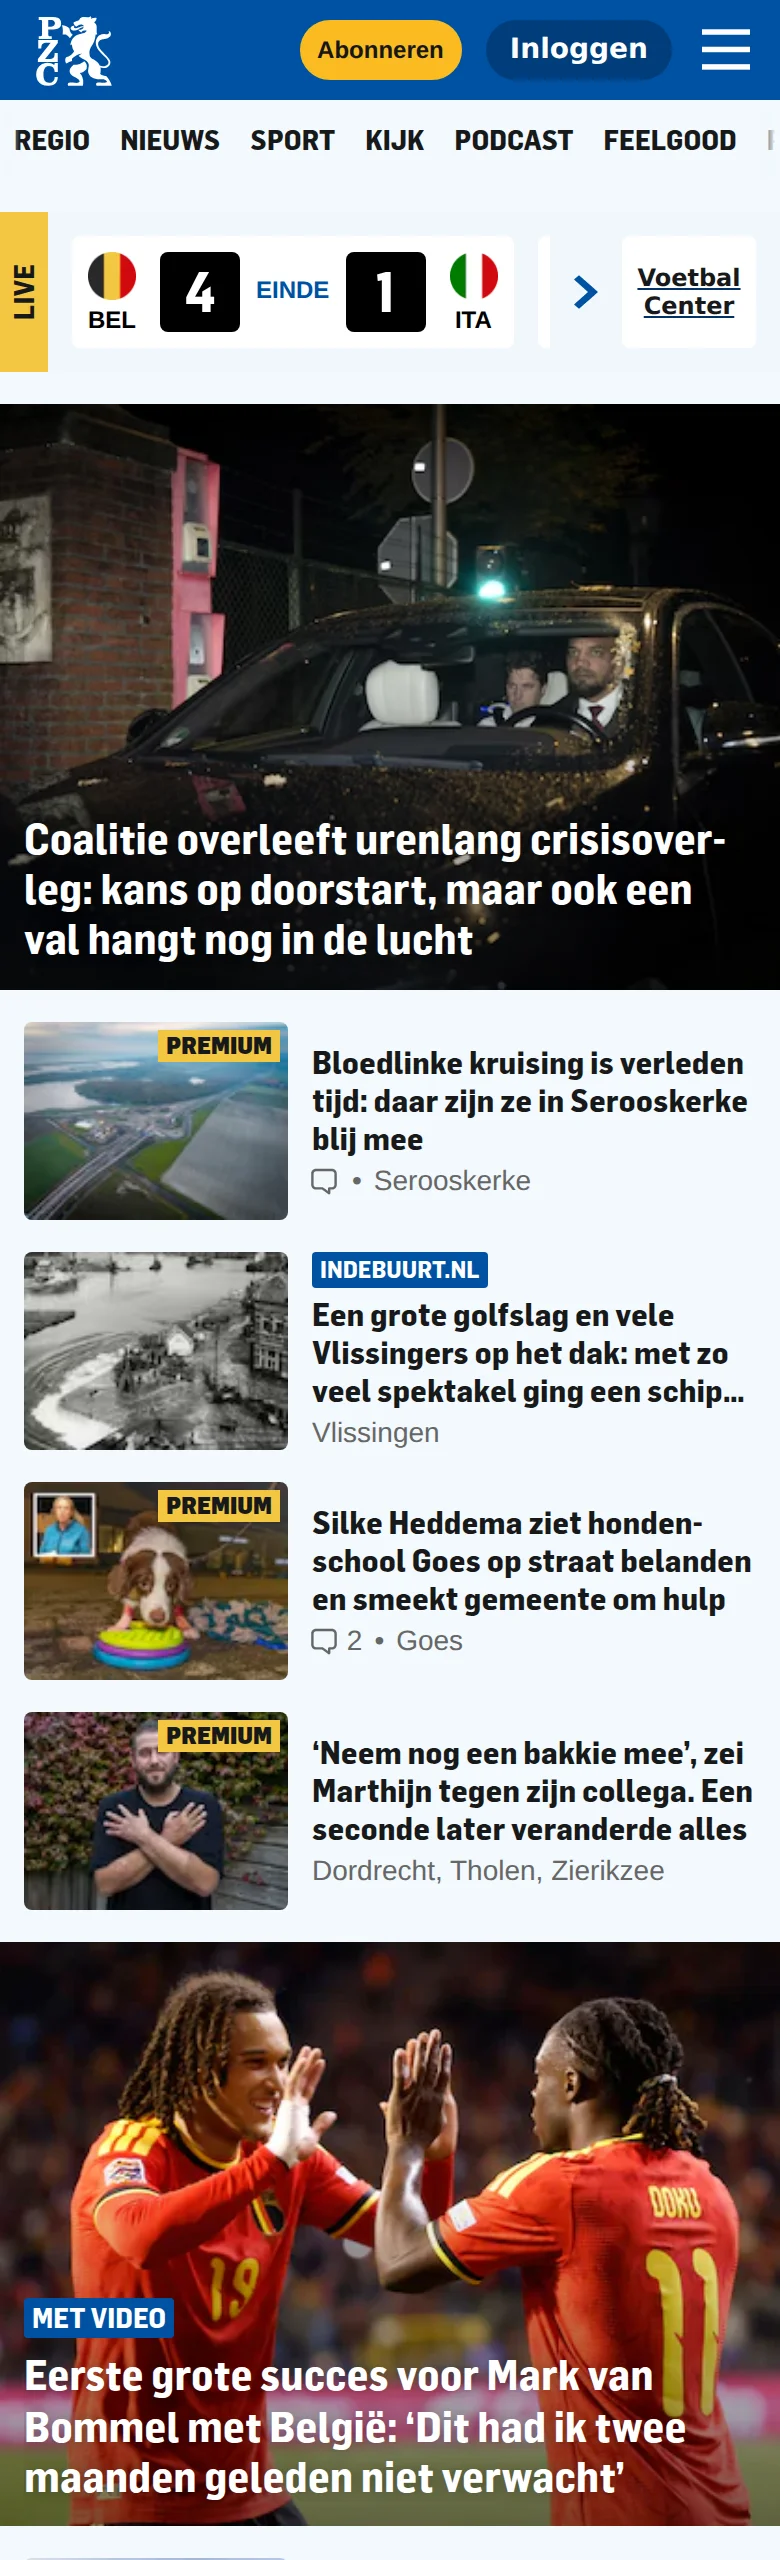 PZC
Abonneren
Inloggen
REGIO NIEUWS SPORT KIJK PODCAST FEELGOOD
LIVE
4 EINDE 1
BEL ITA
Voetbal
Center
Coalitie overleeft urenlang crisisover-
leg: kans op doorstart, maar ook een
val hangt nog in de lucht
PREMIUM
Bloedlinke kruising is verleden
tijd: daar zijn ze in Serooskerke
blij mee
• Serooskerke
INDEBUURT.NL
Een grote golfslag en vele
Vlissingers op het dak: met zo
veel spektakel ging een schip...
Vlissingen
PREMIUM
Silke Heddema ziet honden-
school Goes op straat belanden
en smeekt gemeente om hulp
2 • Goes
PREMIUM
‘Neem nog een bakkie mee’, zei
Marthijn tegen zijn collega. Een
seconde later veranderde alles
Dordrecht, Tholen, Zierikzee
DOKU
11
19
MET VIDEO
Eerste grote succes voor Mark van
Bommel met België: ‘Dit had ik twee
maanden geleden niet verwacht’